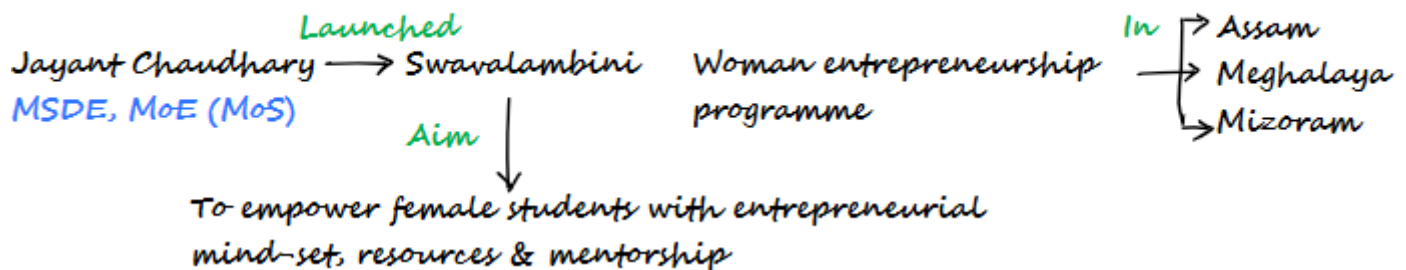 Launched
In
Assam
Jayant Chaudhary → Swavalambini Woman entrepreneurship
Meghalaya
MSDE, MoE (MoS)
programme
Mizoram
Aim
To empower female students with entrepreneurial
mind-set, resources & mentorship